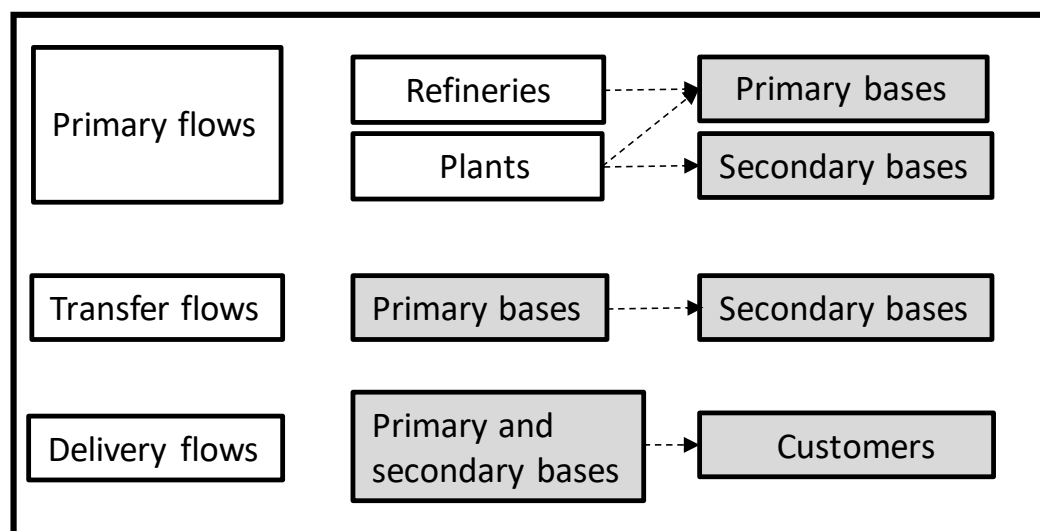 Primary flows
Refineries
Primary bases
Plants
Secondary bases
Transfer flows
Primary bases
Secondary bases
Delivery flows
Primary and
secondary bases
Customers